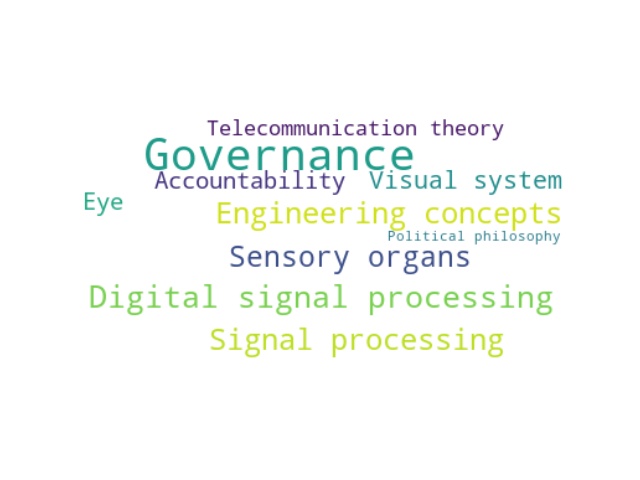 Telecommunication theory
Governance
Accountability
Visual system
Eye
Engineering concepts
Political philosophy
Sensory organs
Digital signal processing
Signal processing